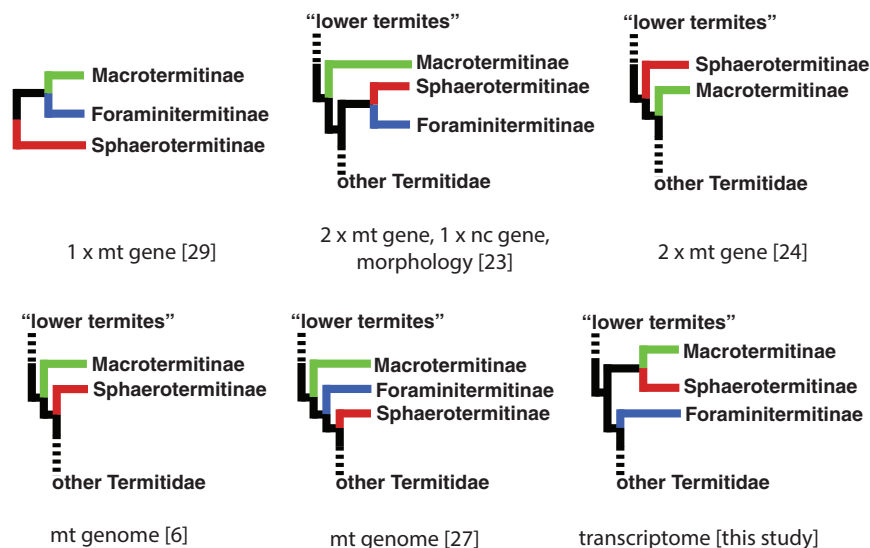 Macrotermitinae
Foraminitermitinae
Sphaerotermitinae
1 x mt gene [29]
“lower termites”
Macrotermitinae
Sphaerotermitinae
Foraminitermitinae
other Termitidae
2 x mt gene, 1 x nc gene,
morphology [23]
“lower termites”
Sphaerotermitinae
Macrotermitinae
other Termitidae
2 x mt gene [24]
“lower termites”
Macrotermitinae
Sphaerotermitinae
other Termitidae
mt genome [6]
“lower termites”
Macrotermitinae
Foraminitermitinae
Sphaerotermitinae
other Termitidae
mt genome [27]
“lower termites”
Macrotermitinae
Sphaerotermitinae
Foraminitermitinae
other Termitidae
transcriptome [this study]